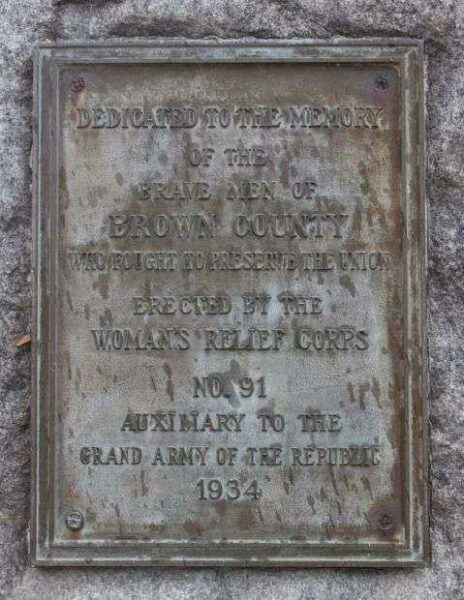 DEDICATED TO THE MEMORY
OF THE
BRAVE MEN OF
BROWN COUNTY
WHO FOUGHT TO PRESERVE THE UNION
ERECTED BY THE
WOMAN'S RELIEF CORPS
NO. 91
AUXILIARY TO THE
GRAND ARMY OF THE REPUBLIC
1934